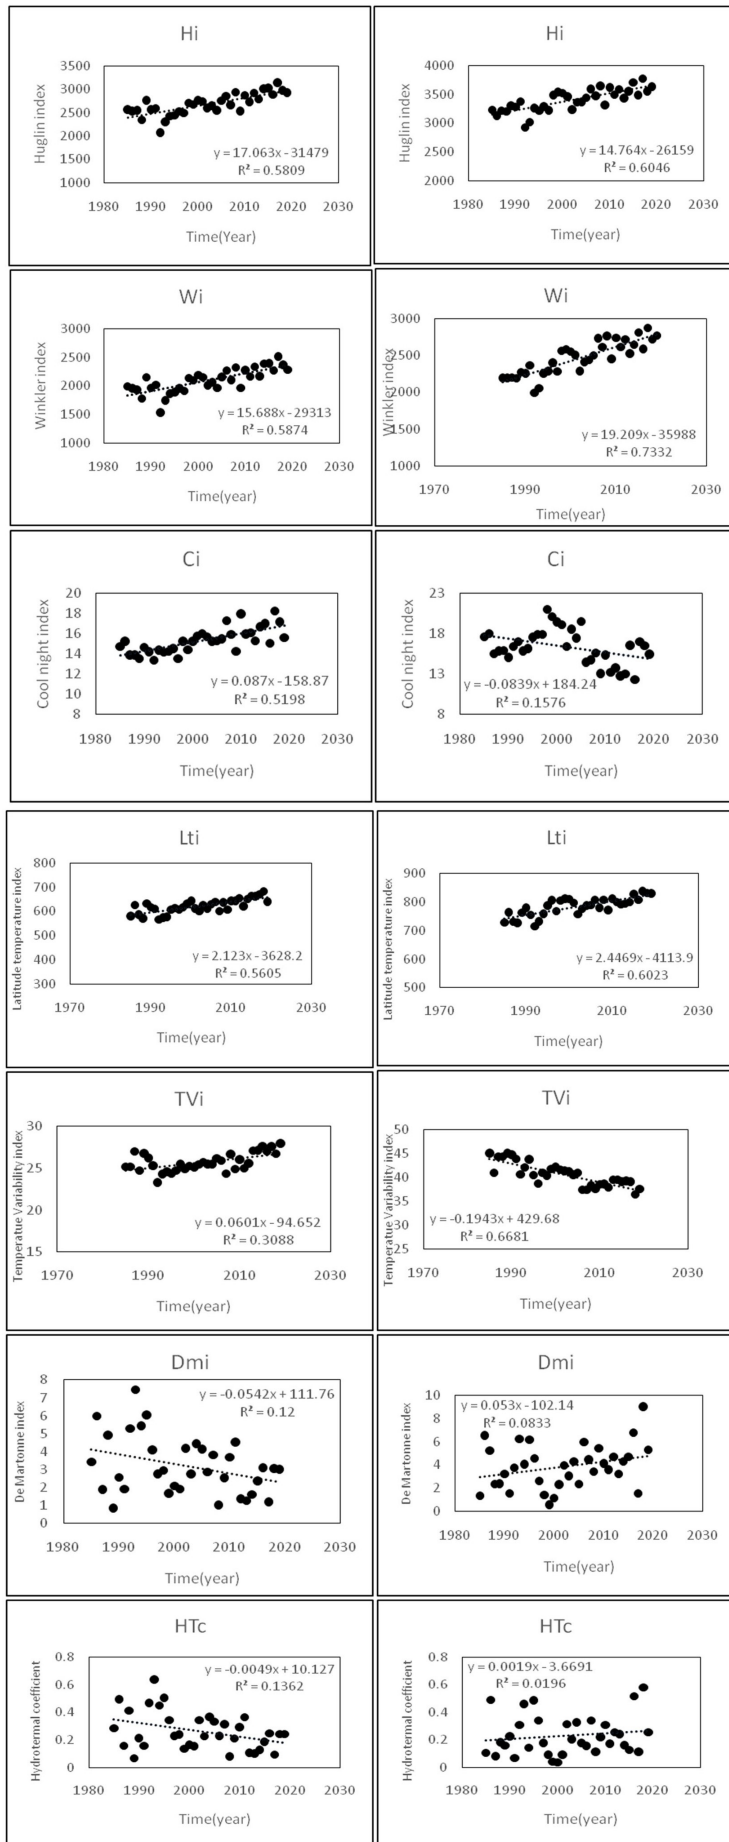 Hi
3500
3000
2500
2000
1500
1000
Huglin index
y = 17.063x - 31479
R² = 0.5809
1980 1990 2000 2010 2020 2030
Time(Year)
Hi
4000
3500
3000
2500
2000
Huglin index
y = 14.764x - 26159
R² = 0.6046
1980 1990 2000 2010 2020 2030
Time(year)
Wi
3000
2500
2000
1500
1000
Winkler index
y = 15.688x - 29313
R² = 0.5874
1980 1990 2000 2010 2020 2030
Time(year)
Wi
3000
2500
2000
1500
1000
Winkler index
y = 19.209x - 35988
R² = 0.7332
1970 1990 2010 2030
Time(year)
Ci
20
18
16
14
12
10
8
Cool night index
y = 0.087x - 158.87
R² = 0.5198
1980 1990 2000 2010 2020 2030
Time(year)
Ci
23
18
13
8
Cool night index
y = -0.0839x + 184.24
R² = 0.1576
1980 1990 2000 2010 2020 2030
Time(year)
Lti
800
700
600
500
400
300
Latitude temperature index
y = 2.123x - 3628.2
R² = 0.5605
1970 1990 2010 2030
Time(year)
Lti
900
800
700
600
500
Latitude temperature index
y = 2.4469x - 4113.9
R² = 0.6023
1970 1990 2010 2030
Time(year)
TVi
30
25
20
15
Temperatue Variability index
y = 0.0601x - 94.652
R² = 0.3088
1970 1990 2010 2030
Time(year)
TVi
50
45
40
35
30
25
Temperatue Variability index
y = -0.1943x + 429.68
R² = 0.6681
1970 1990 2010 2030
Time(year)
Dmi
8
7
6
5
4
3
2
1
0
De Martonne index
y = -0.0542x + 111.76
R² = 0.12
1980 1990 2000 2010 2020 2030
Time(year)
Dmi
10
8
6
4
2
0
De Martonne index
y = 0.053x - 102.14
R² = 0.0833
1980 1990 2000 2010 2020 2030
Time(year)
HTc
0.8
0.6
0.4
0.2
0
Hydrotermal coefficient
y = -0.0049x + 10.127
R² = 0.1362
1980 1990 2000 2010 2020 2030
Time(year)
HTc
0.8
0.6
0.4
0.2
0
Hydrotermal coefficient
y = 0.0019x - 3.6691
R² = 0.0196
1980 1990 2000 2010 2020 2030
Time(year)